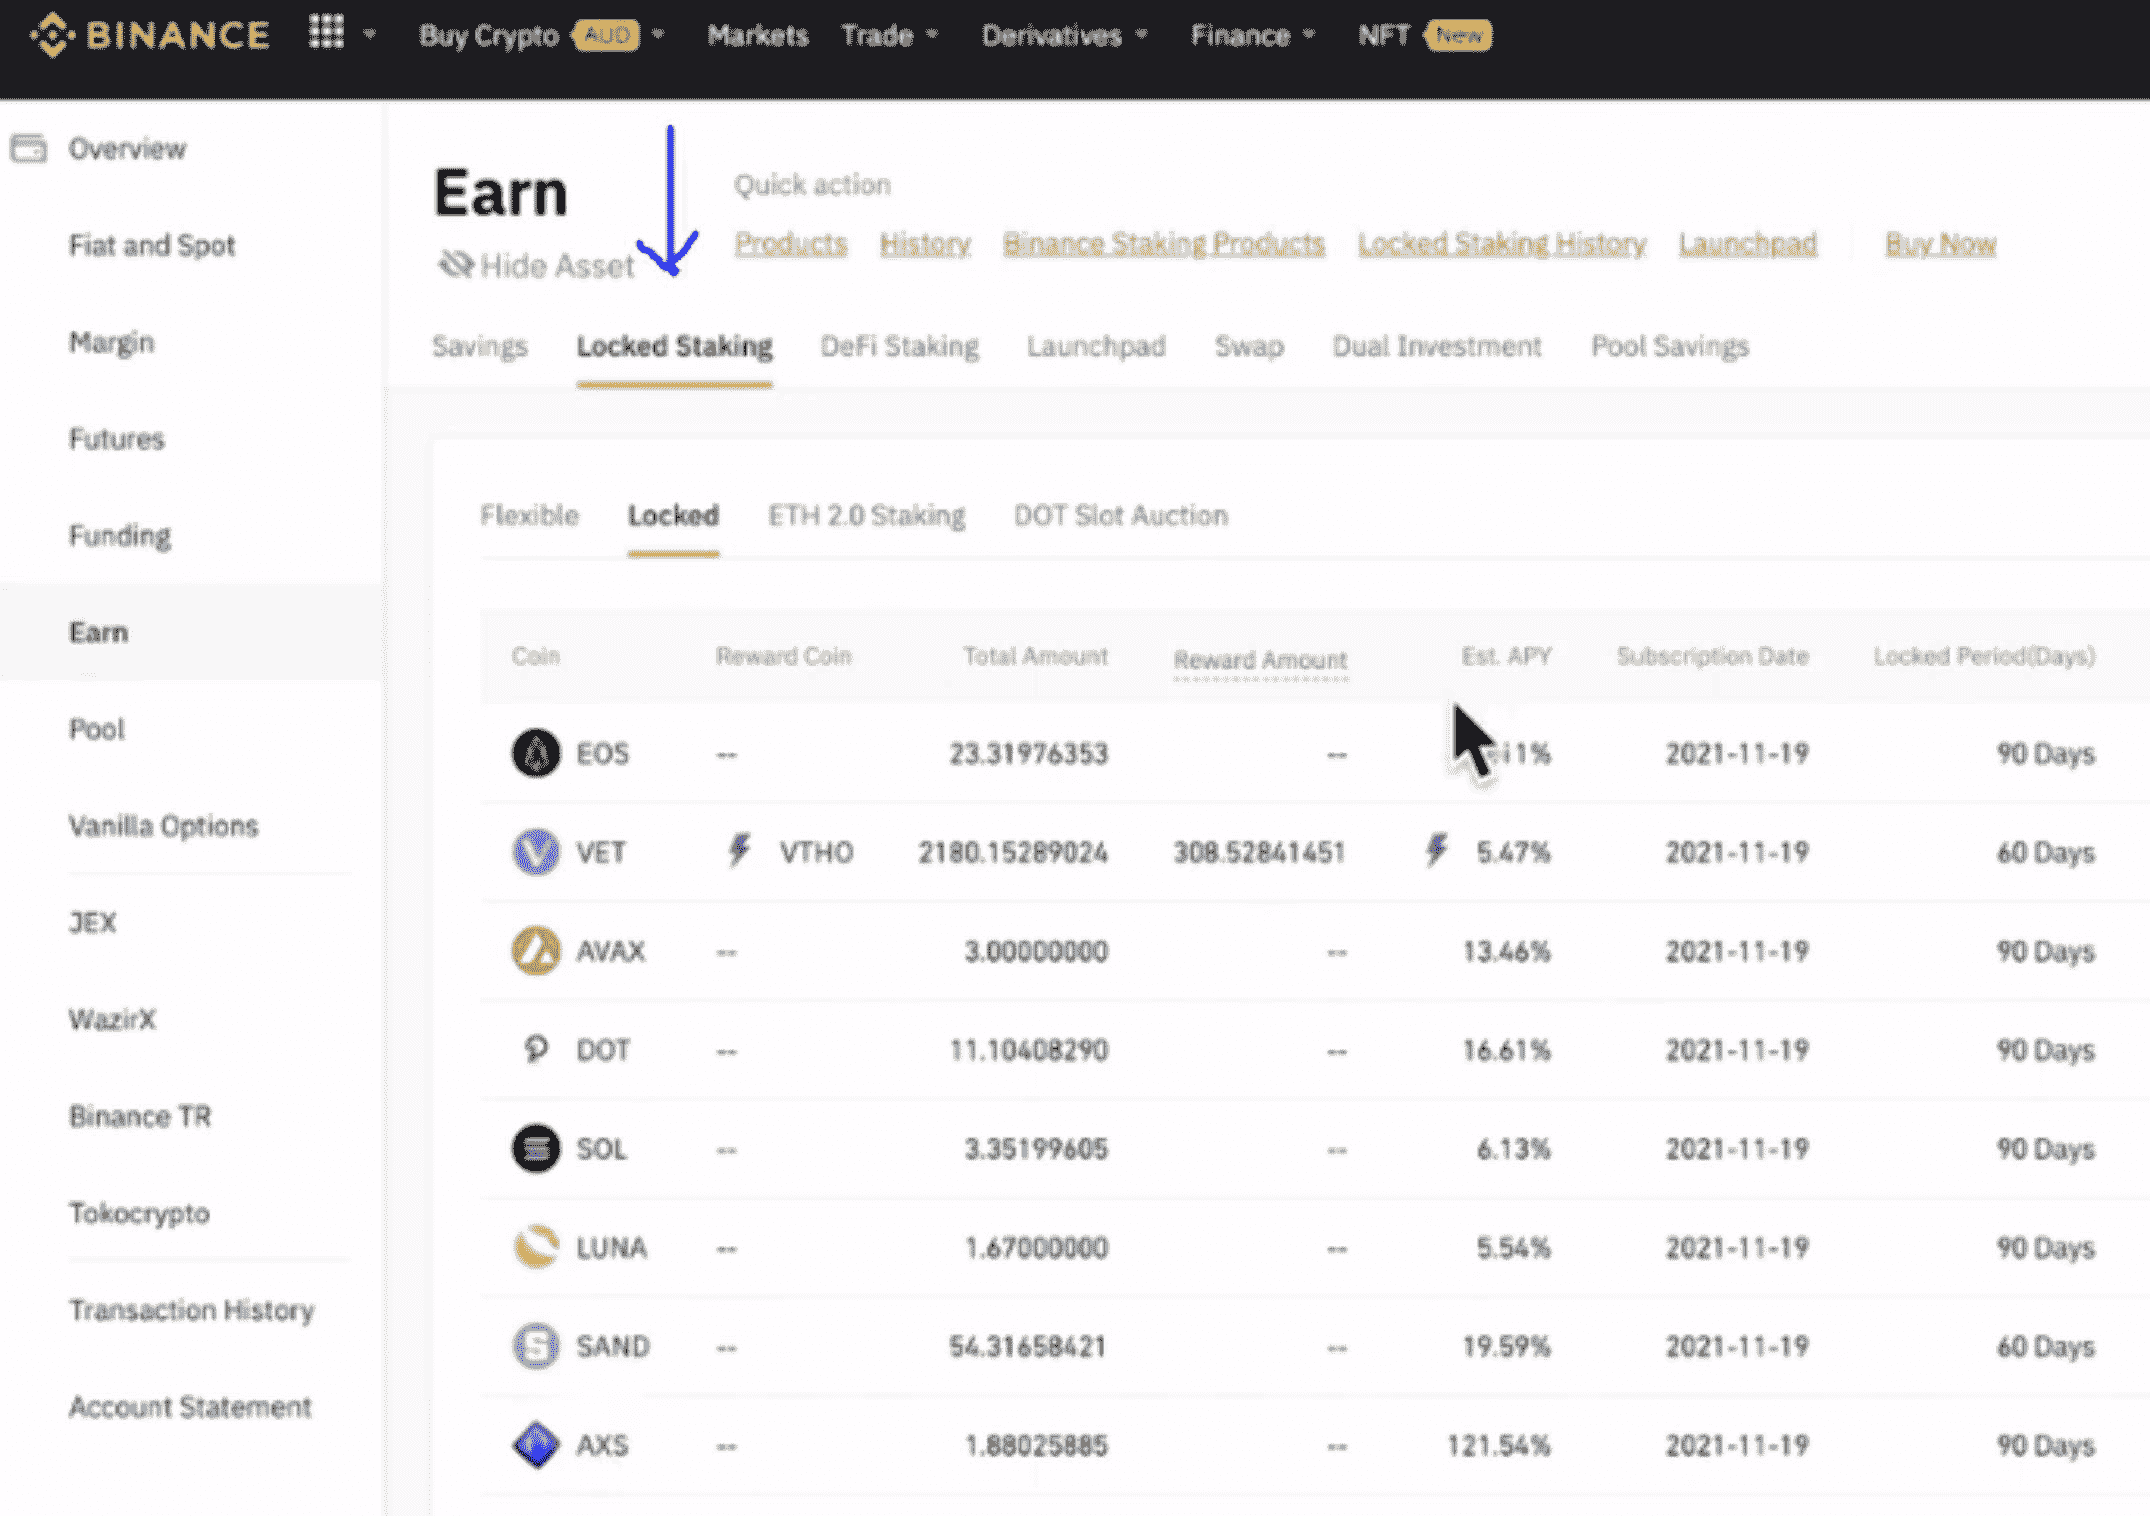 BINANCE Buy Crypto AUD Markets Trade Derivatives Finance NFT New
Overview
Fiat and Spot
Margin
Futures
Funding
Earn
Pool
Vanilla Options
JEX
WazirX
Binance TR
Tokocrypto
Transaction History
Account Statement
Earn
Hide Asset
Quick action
Products History Binance Staking Products Locked Staking History Launchpad Buy Now
Savings Locked Staking DeFi Staking Launchpad Swap Dual Investment Pool Savings
Flexible Locked ETH 2.0 Staking DOT Slot Auction
Coin Reward Coin Total Amount Reward Amount Est. APY Subscription Date Locked Period(Days)
EOS -- 23.31976353 -- 2021-11-19 90 Days
VET VTHO 2180.15289024 308.52841451 5.47% 2021-11-19 60 Days
AVAX -- 3.00000000 -- 13.46% 2021-11-19 90 Days
DOT -- 11.10408290 -- 16.61% 2021-11-19 90 Days
SOL -- 3.35199605 -- 6.13% 2021-11-19 90 Days
LUNA -- 1.67000000 -- 5.54% 2021-11-19 90 Days
SAND -- 54.31658421 -- 19.59% 2021-11-19 60 Days
AXS -- 1.88025885 -- 121.54% 2021-11-19 90 Days